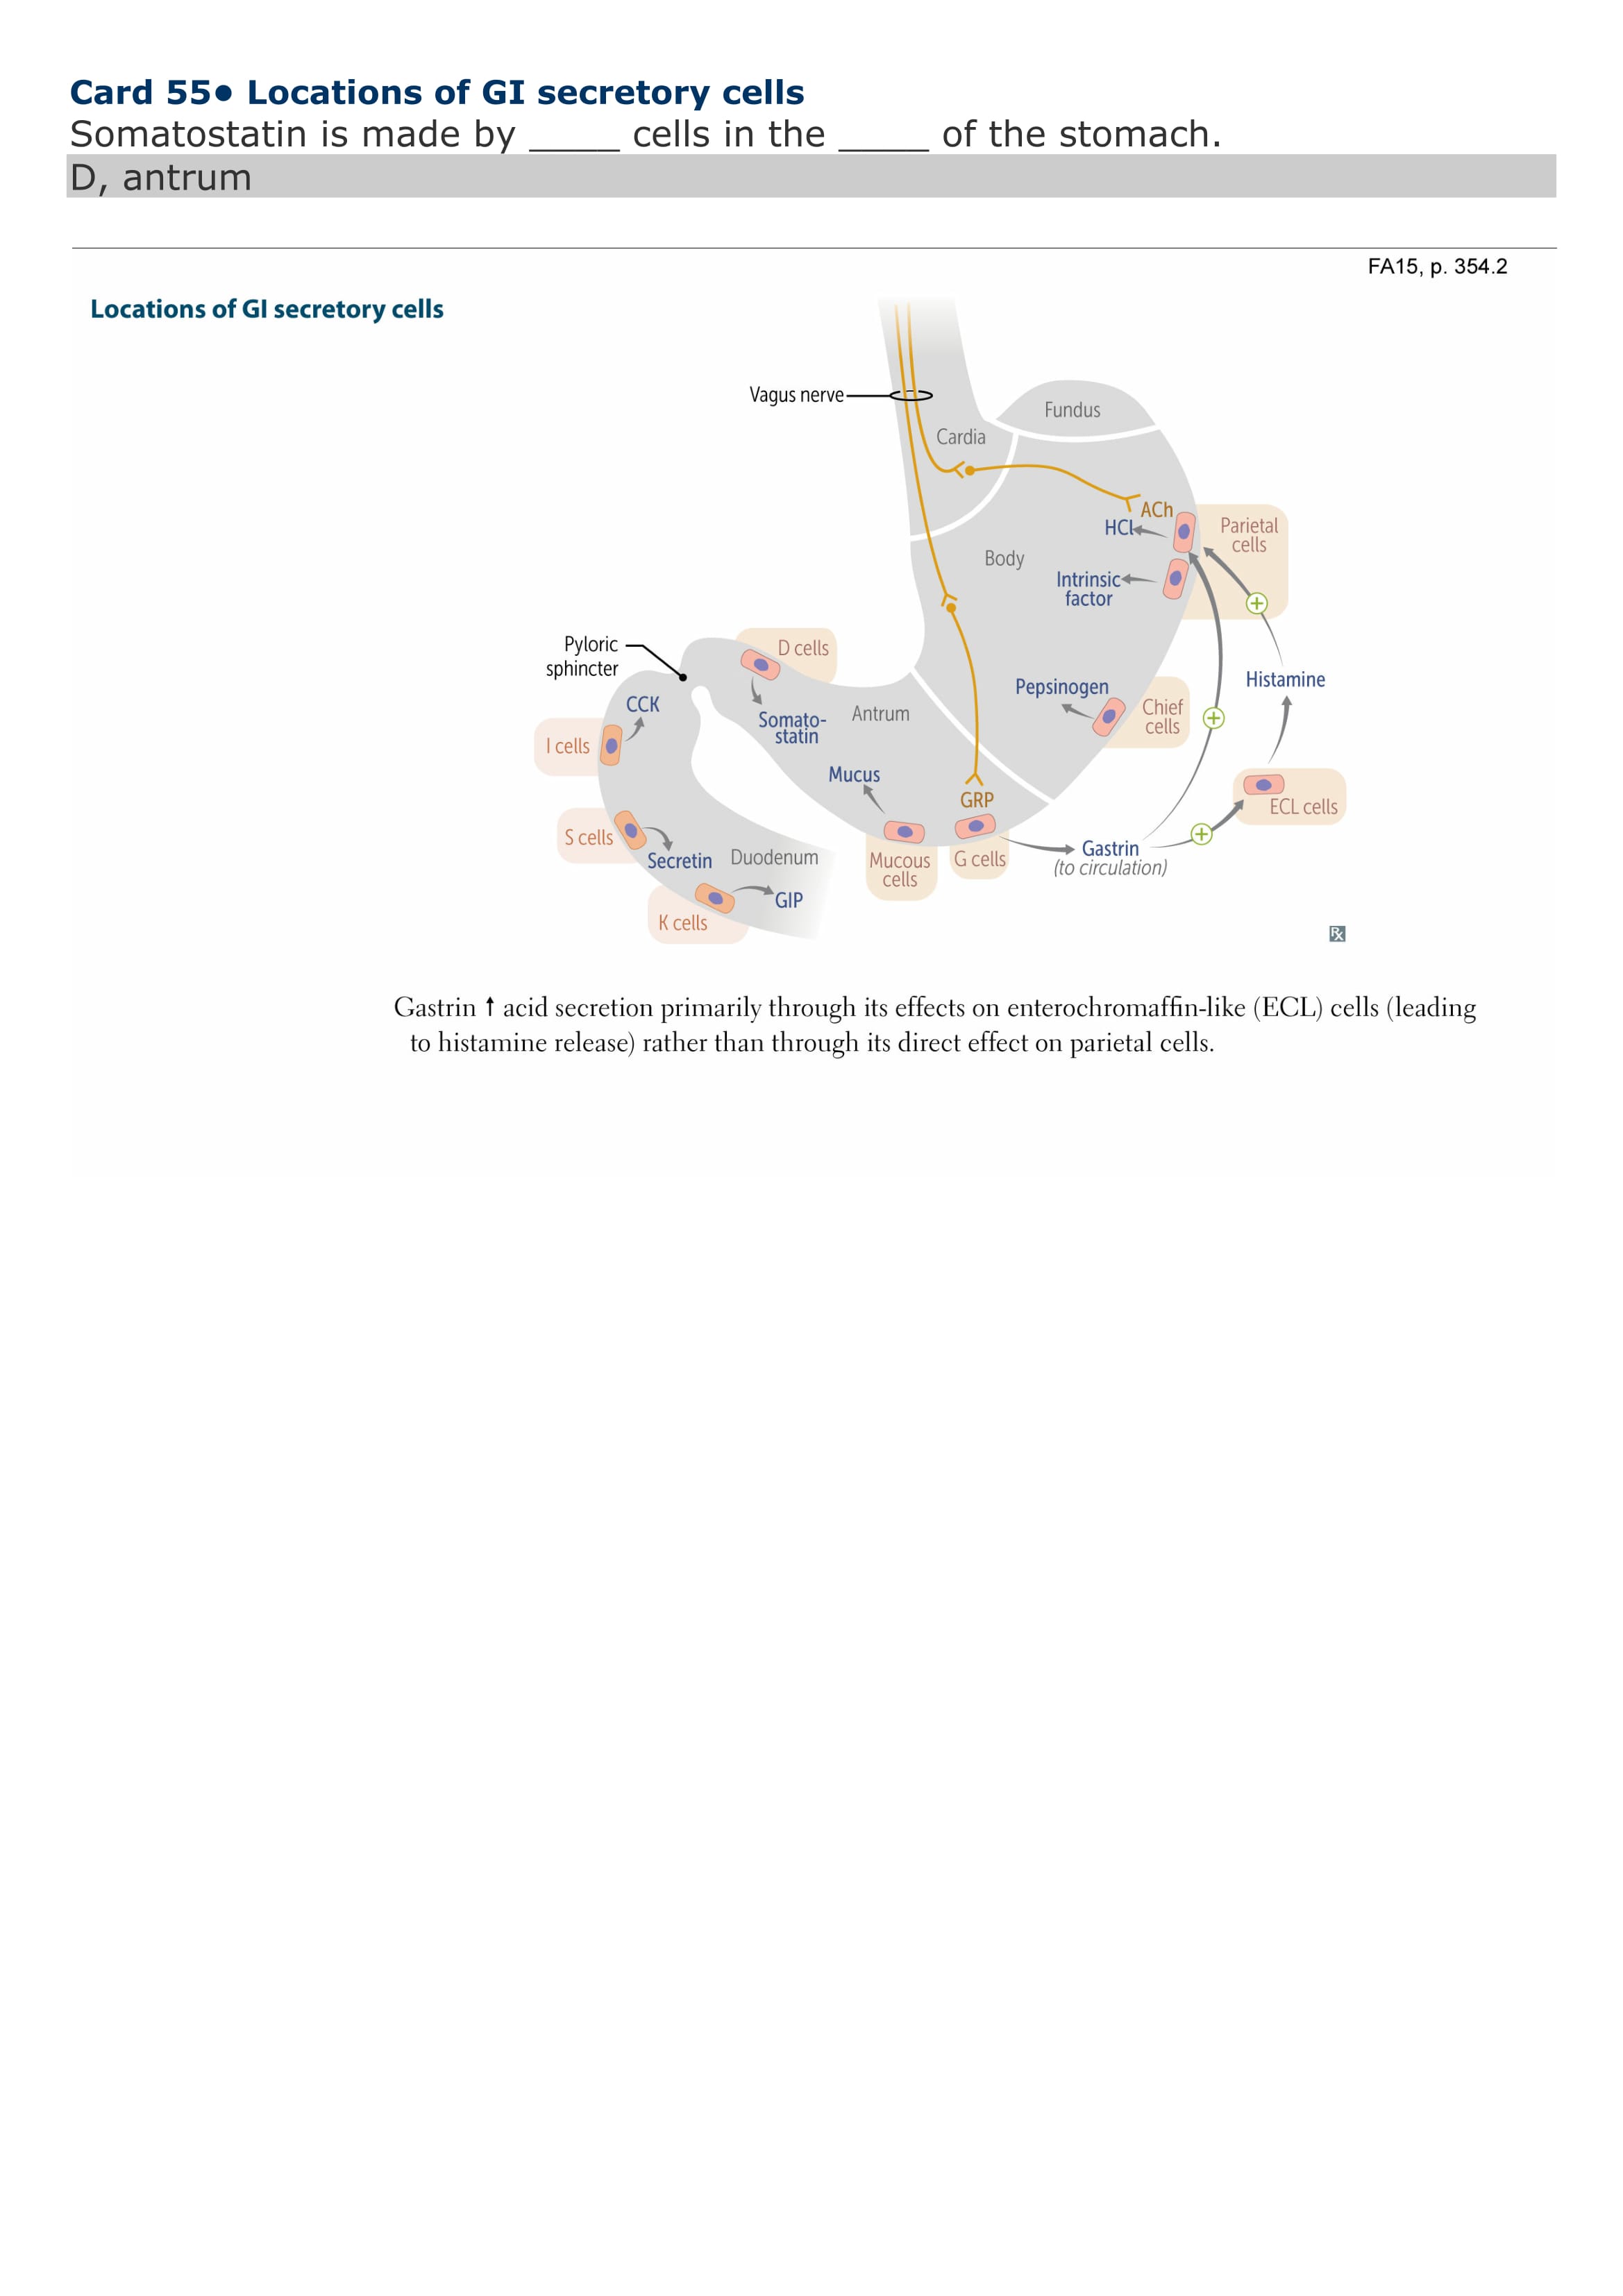 Card 55• Locations of GI secretory cells
Somatostatin is made by _____ cells in the _____ of the stomach.
D, antrum
FA15, p. 354.2
Locations of GI secretory cells
Vagus nerve
Fundus
Cardia
ACh
HCl
Parietal
cells
Body
Intrinsic
factor
Pyloric
sphincter
D cells
Histamine
Pepsinogen
Chief
cells
CCK
Somato-
statin
Antrum
I cells
Mucus
GRP
ECL cells
S cells
Secretin
Duodenum
Mucous
cells
G cells
Gastrin
(to circulation)
GIP
K cells
Rx
Gastrin ↑ acid secretion primarily through its effects on enterochromaffin-like (ECL) cells (leading
to histamine release) rather than through its direct effect on parietal cells.